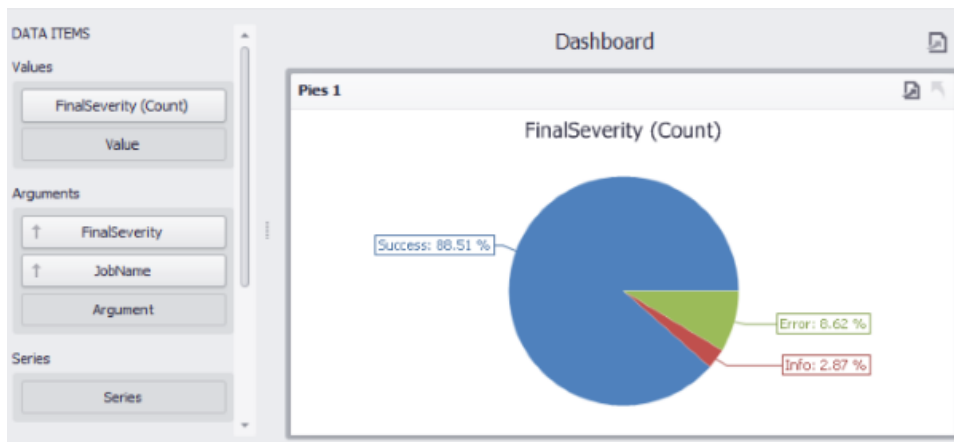 DATA ITEMS
Values
FinalSeverity (Count)
Value
Arguments
FinalSeverity
JobName
Argument
Series
Series
Dashboard
Pies 1
FinalSeverity (Count)
Success: 88.51 %
Error: 8.62 %
Info: 2.87 %